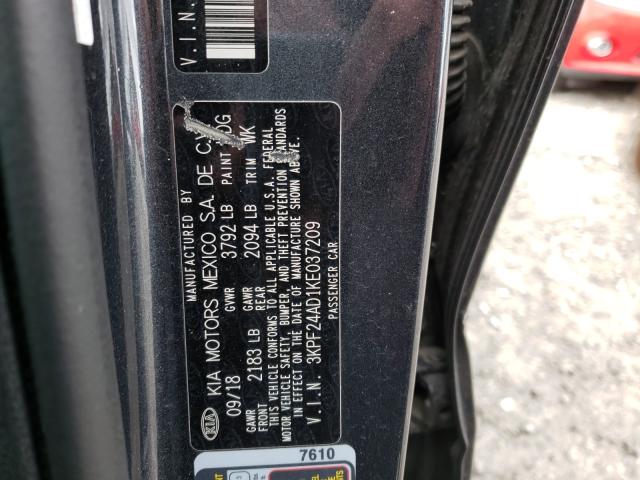 V.I.N.
MANUFACTURED BY
KIA KIA MOTORS MEXICO S.A. DE C.V.
09/18 GVWR 3792 LB PAINT
GAWR FRONT 2183 LB GAWR REAR 2094 LB TRIM WK
THIS VEHICLE CONFORMS TO ALL APPLICABLE U.S.A. FEDERAL
MOTOR VEHICLE SAFETY, BUMPER, AND THEFT PREVENTION STANDARDS
IN EFFECT ON THE DATE OF MANUFACTURE SHOWN ABOVE.
V.I.N. 3KPF24AD1KE037209
PASSENGER CAR
7610